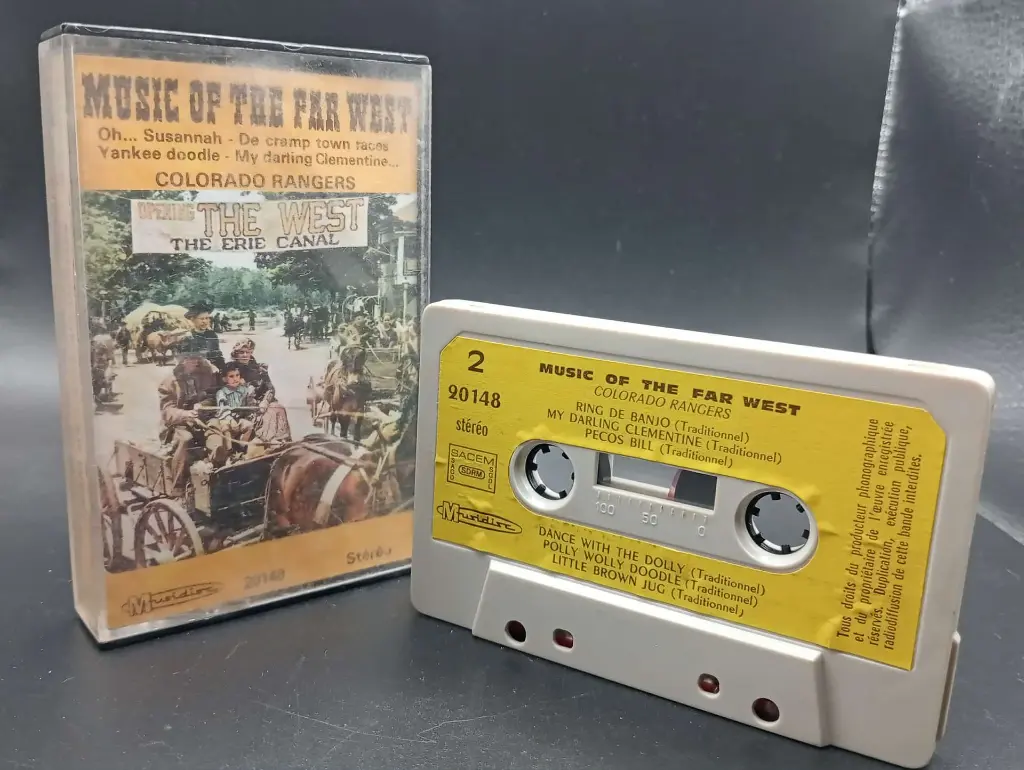 MUSIC OF THE FAR WEST
Oh... Susannah - De cramp town races
Yankee doodle - My darling Clementine...
COLORADO RANGERS
OPENING THE WEST
THE ERIE CANAL
Stéréo
20148
Musidisc
2
20148
stéréo
SACEM
SDRM
Musidisc
MUSIC OF THE FAR WEST
COLORADO RANGERS
RING DE BANJO (Traditionnel)
MY DARLING CLEMENTINE (Traditionnel)
PECOS BILL (Traditionnel)
100 50 0
DANCE WITH THE DOLLY (Traditionnel)
POLLY WOLLY DOODLE (Traditionnel)
LITTLE BROWN JUG (Traditionnel)
Tous droits du producteur phonographique
et du propriétaire de l'œuvre enregistrée
réservés. Duplication, exécution publique,
radiodiffusion de cette bande interdites.